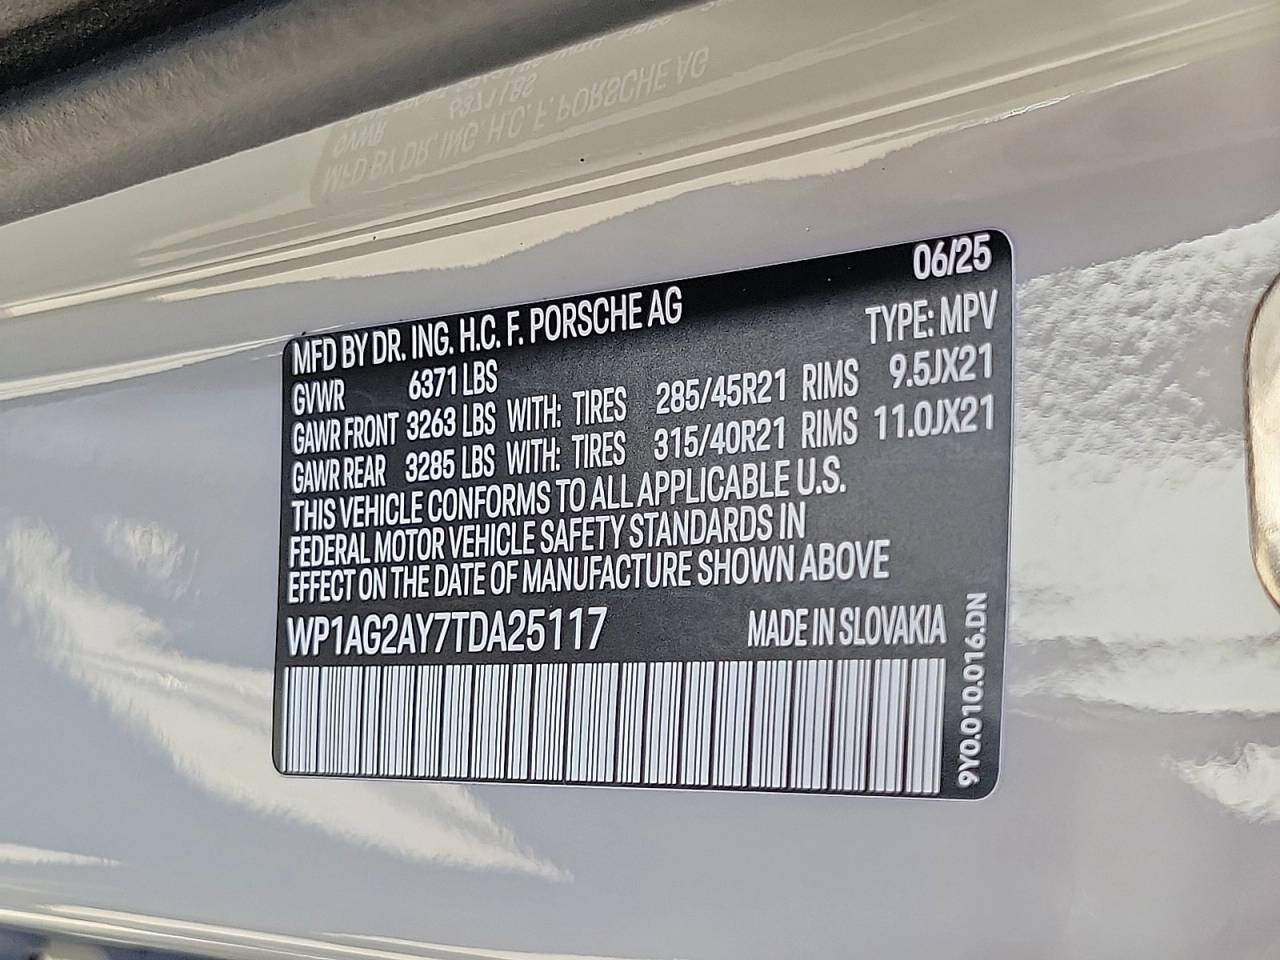 06/25
MFD BY DR. ING. H.C. F. PORSCHE AG
TYPE: MPV
GVWR 6371 LBS
GAWR FRONT 3263 LBS WITH: TIRES 285/45R21 RIMS 9.5JX21
GAWR REAR 3285 LBS WITH: TIRES 315/40R21 RIMS 11.0JX21
THIS VEHICLE CONFORMS TO ALL APPLICABLE U.S.
FEDERAL MOTOR VEHICLE SAFETY STANDARDS IN
EFFECT ON THE DATE OF MANUFACTURE SHOWN ABOVE
WP1AG2AY7TDA25117 MADE IN SLOVAKIA
9Y0.010.016.DN